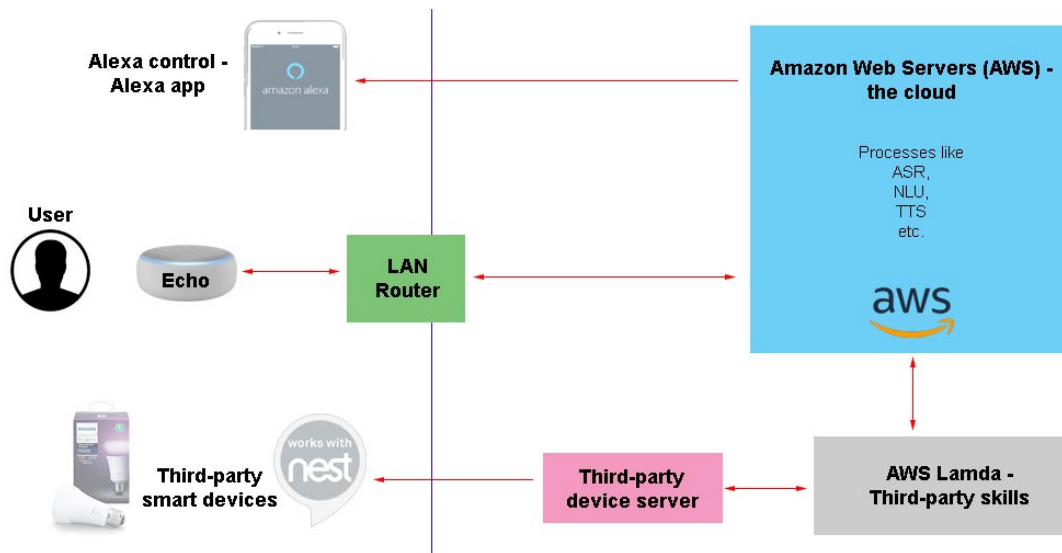 Alexa control -
Alexa app
amazon alexa
Amazon Web Servers (AWS) -
the cloud
Processes like
ASR,
NLU,
TTS
etc.
aws
User
Echo
LAN
Router
works with
nest
Third-party
smart devices
Third-party
device server
AWS Lamda -
Third-party skills